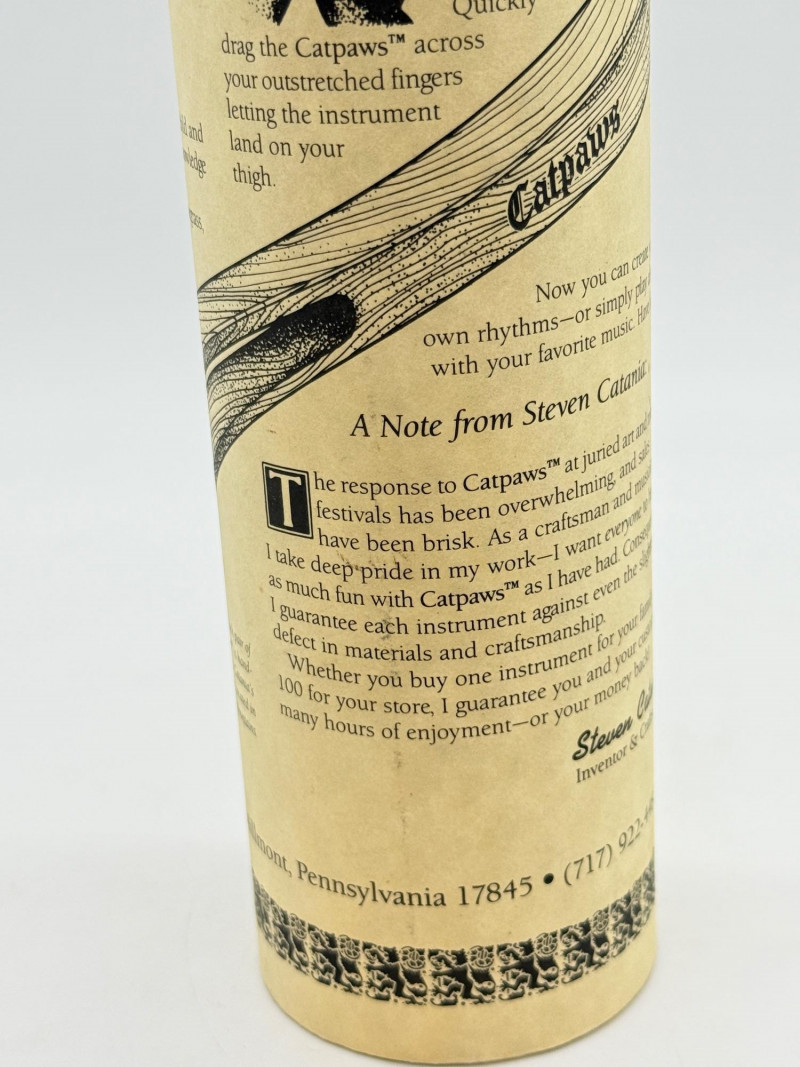 Quickly
drag the Catpaws™ across
your outstretched fingers
letting the instrument
land on your
thigh.
and
Catpaws
Now you can create
own rhythms—or simply play
with your favorite music.
A Note from Steven Catania:
The response to Catpaws™ at juried art and
festivals has been overwhelming, and sales
have been brisk. As a craftsman and
I take deep pride in my work—I want everyone to
as much fun with Catpaws™ as I have had.
I guarantee each instrument against even the
defect in materials and craftsmanship.
Whether you buy one instrument for your
100 for your store, I guarantee you and your
many hours of enjoyment—or your money
Steven
Inventor &
Pennsylvania 17845 • (717) 922-